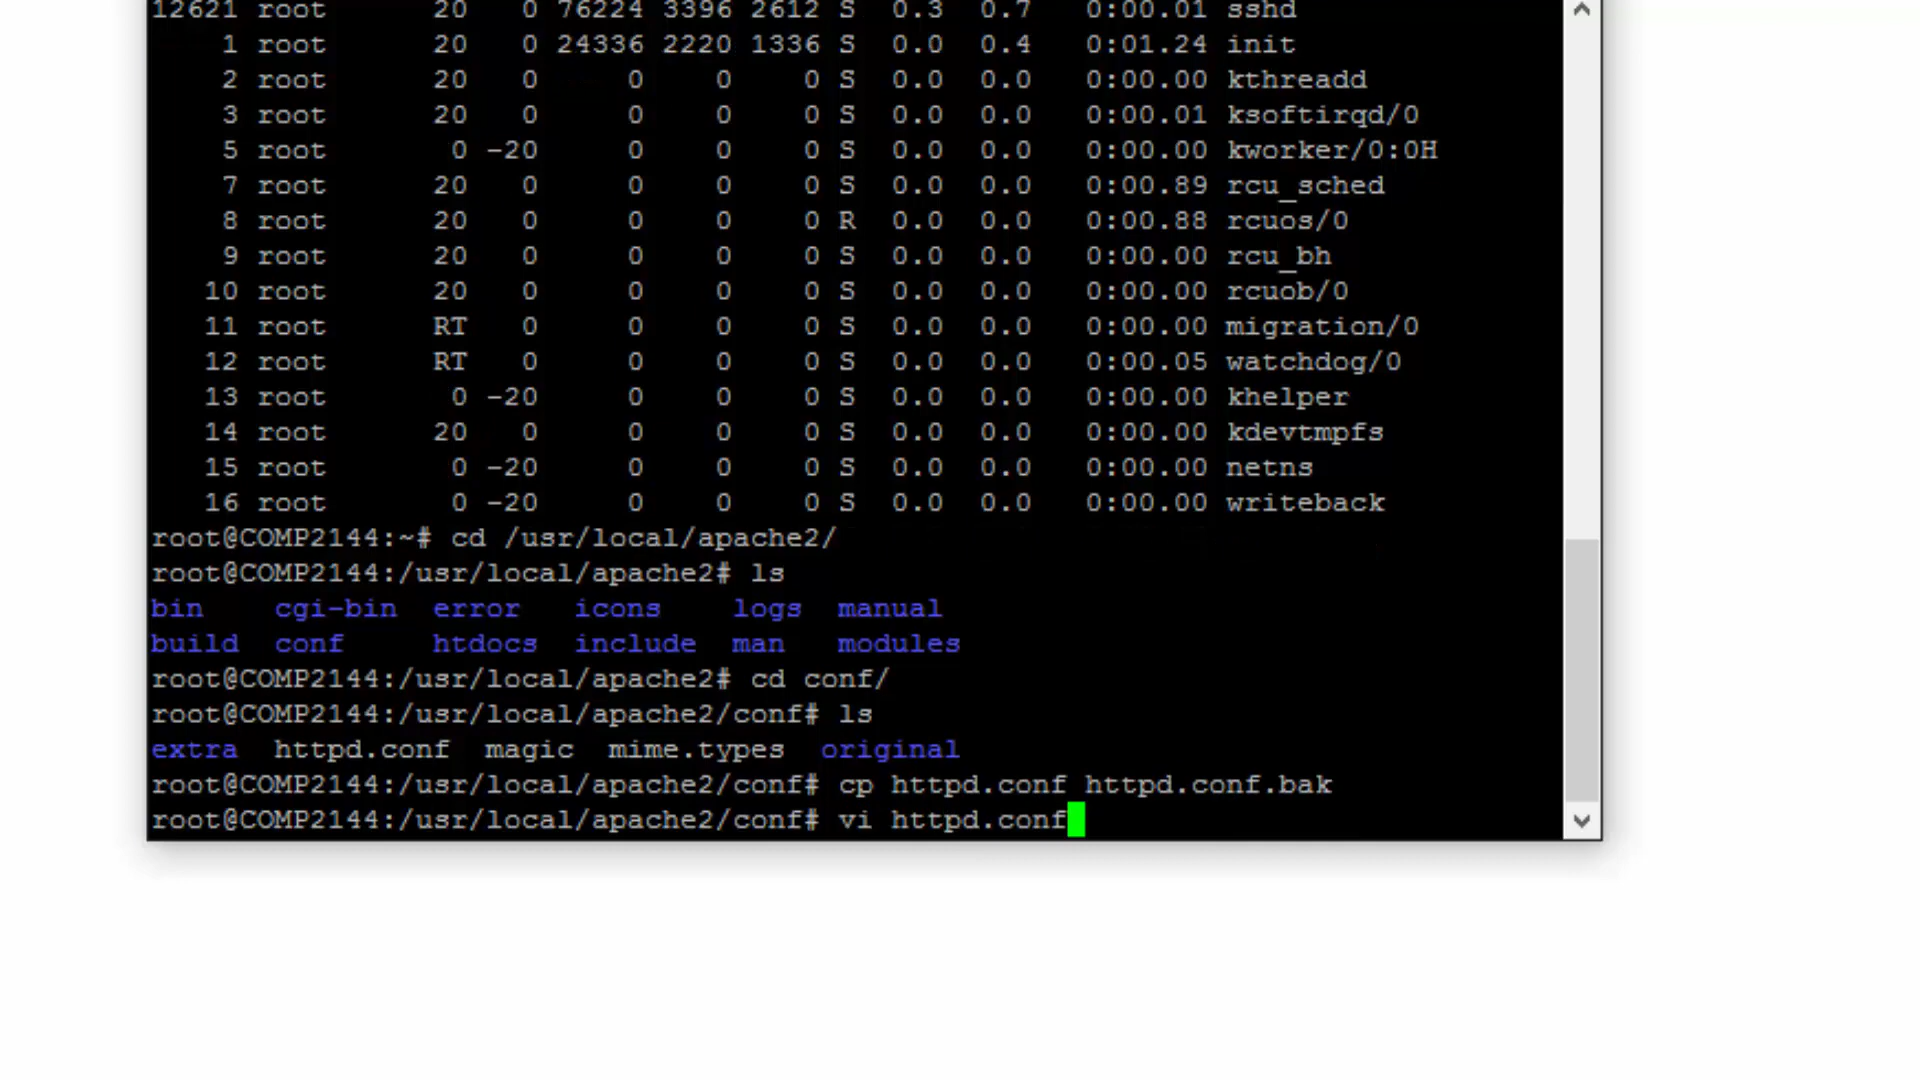 12621 root 20 0 76224 3396 2612 S 0.3 0.7 0:00.01 sshd
1 root 20 0 24336 2220 1336 S 0.0 0.4 0:01.24 init
2 root 20 0 0 0 0 S 0.0 0.0 0:00.00 kthreadd
3 root 20 0 0 0 0 S 0.0 0.0 0:00.01 ksoftirqd/0
5 root 0 -20 0 0 0 S 0.0 0.0 0:00.00 kworker/0:0H
7 root 20 0 0 0 0 S 0.0 0.0 0:00.89 rcu_sched
8 root 20 0 0 0 0 R 0.0 0.0 0:00.88 rcuos/0
9 root 20 0 0 0 0 S 0.0 0.0 0:00.00 rcu_bh
10 root 20 0 0 0 0 S 0.0 0.0 0:00.00 rcuob/0
11 root RT 0 0 0 0 S 0.0 0.0 0:00.00 migration/0
12 root RT 0 0 0 0 S 0.0 0.0 0:00.05 watchdog/0
13 root 0 -20 0 0 0 S 0.0 0.0 0:00.00 khelper
14 root 20 0 0 0 0 S 0.0 0.0 0:00.00 kdevtmpfs
15 root 0 -20 0 0 0 S 0.0 0.0 0:00.00 netns
16 root 0 -20 0 0 0 S 0.0 0.0 0:00.00 writeback
root@COMP2144:~# cd /usr/local/apache2/
root@COMP2144:/usr/local/apache2# ls
bin cgi-bin error icons logs manual
build conf htdocs include man modules
root@COMP2144:/usr/local/apache2# cd conf/
root@COMP2144:/usr/local/apache2/conf# ls
extra httpd.conf magic mime.types original
root@COMP2144:/usr/local/apache2/conf# cp httpd.conf httpd.conf.bak
root@COMP2144:/usr/local/apache2/conf# vi httpd.conf